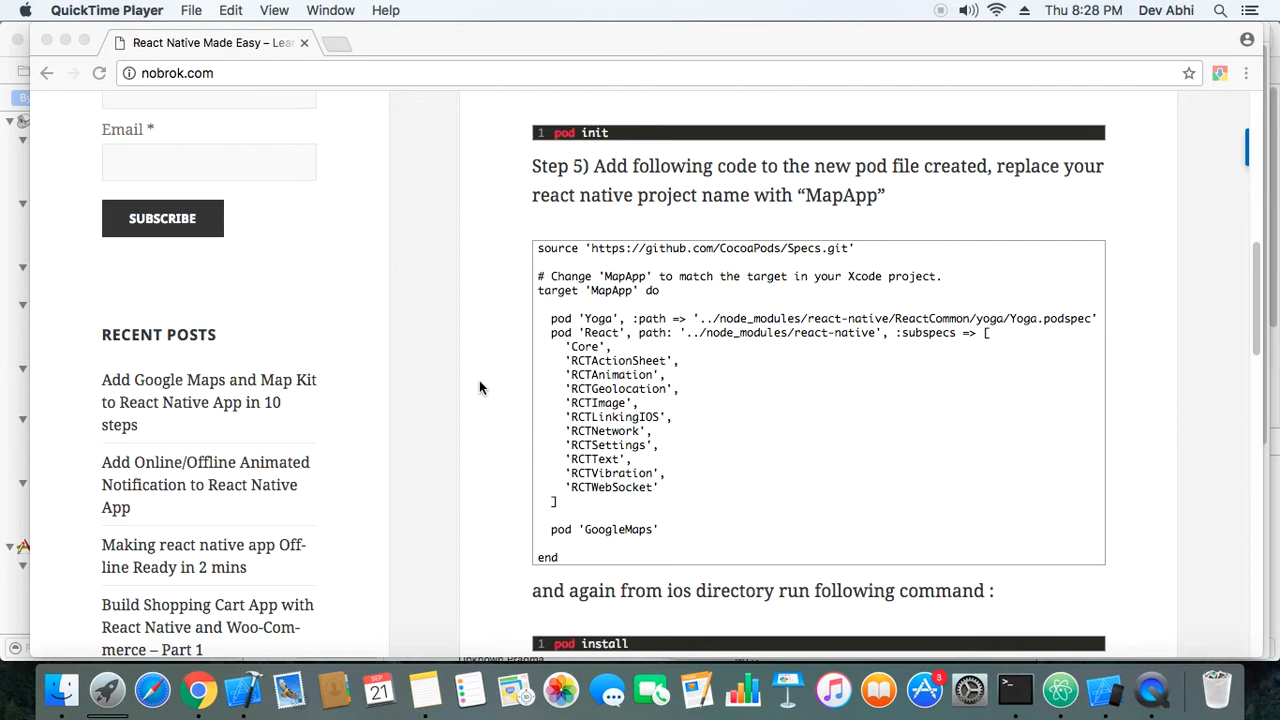 QuickTime Player File Edit View Window Help Thu 8:28 PM Dev Abhi
React Native Made Easy – Lea
nobrok.com
Email *
SUBSCRIBE
RECENT POSTS
Add Google Maps and Map Kit
to React Native App in 10
steps
Add Online/Offline Animated
Notification to React Native
App
Making react native app Off-
line Ready in 2 mins
Build Shopping Cart App with
React Native and Woo-Com-
merce – Part 1
1 pod init
Step 5) Add following code to the new pod file created, replace your
react native project name with “MapApp”
source 'https://github.com/CocoaPods/Specs.git'
# Change 'MapApp' to match the target in your Xcode project.
target 'MapApp' do
pod 'Yoga', :path => '../node_modules/react-native/ReactCommon/yoga/Yoga.podspec'
pod 'React', path: '../node_modules/react-native', :subspecs => [
'Core',
'RCTActionSheet',
'RCTAnimation',
'RCTGeolocation',
'RCTImage',
'RCTLinkingIOS',
'RCTNetwork',
'RCTSettings',
'RCTText',
'RCTVibration',
'RCTWebSocket'
]
pod 'GoogleMaps'
end
and again from ios directory run following command :
1 pod install
SEP
21
3